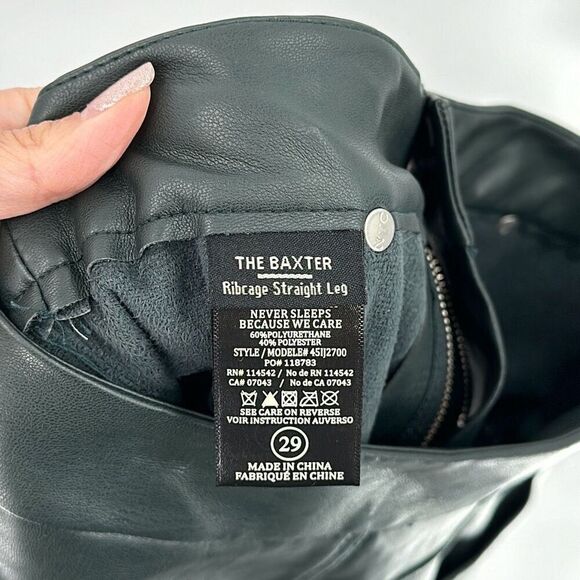 THE BAXTER
Ribcage Straight Leg
NEVER SLEEPS
BECAUSE WE CARE
60%POLYURETHANE
40% POLYESTER
STYLE / MODELE# 451J2700
PO# 118783
RN# 114542 / No de RN 114542
CA# 07043 / No de CA 07043
SEE CARE ON REVERSE
VOIR INSTRUCTION AUVERSO
29
MADE IN CHINA
FABRIQUÉ EN CHINE